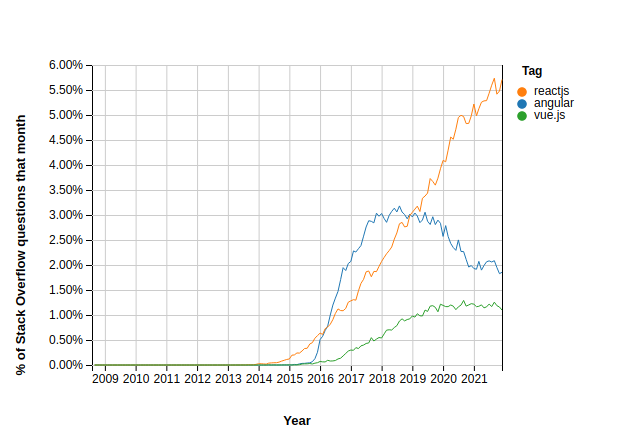 6.00%
5.50%
5.00%
4.50%
4.00%
3.50%
3.00%
2.50%
2.00%
1.50%
1.00%
0.50%
0.00%
% of Stack Overflow questions that month
2009 2010 2011 2012 2013 2014 2015 2016 2017 2018 2019 2020 2021
Year
Tag
reactjs
angular
vue.js